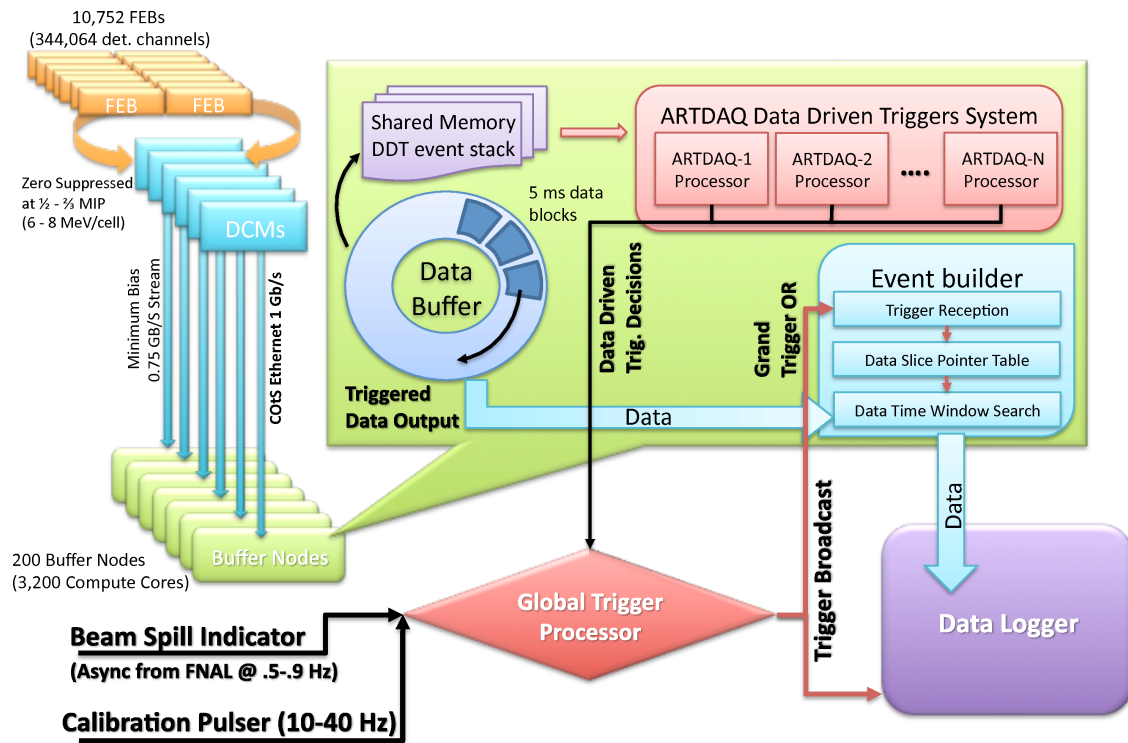 10,752 FEBs
(344,064 det. channels)
FEB
FEB
Zero Suppressed
at ½ - ⅔ MIP
(6 - 8 MeV/cell)
DCMs
Minimum Bias
0.75 GB/S Stream
COtS Ethernet 1 Gb/s
200 Buffer Nodes
(3,200 Compute Cores)
Buffer Nodes
Shared Memory
DDT event stack
5 ms data
blocks
Data
Buffer
Triggered
Data Output
Data
ARTDAQ Data Driven Triggers System
ARTDAQ-1
Processor
ARTDAQ-2
Processor
....
ARTDAQ-N
Processor
Data Driven
Trig. Decisions
Grand
Trigger OR
Event builder
Trigger Reception
Data Slice Pointer Table
Data Time Window Search
Data
Trigger Broadcast
Global Trigger
Processor
Data Logger
Beam Spill Indicator
(Async from FNAL @ .5-.9 Hz)
Calibration Pulser (10-40 Hz)